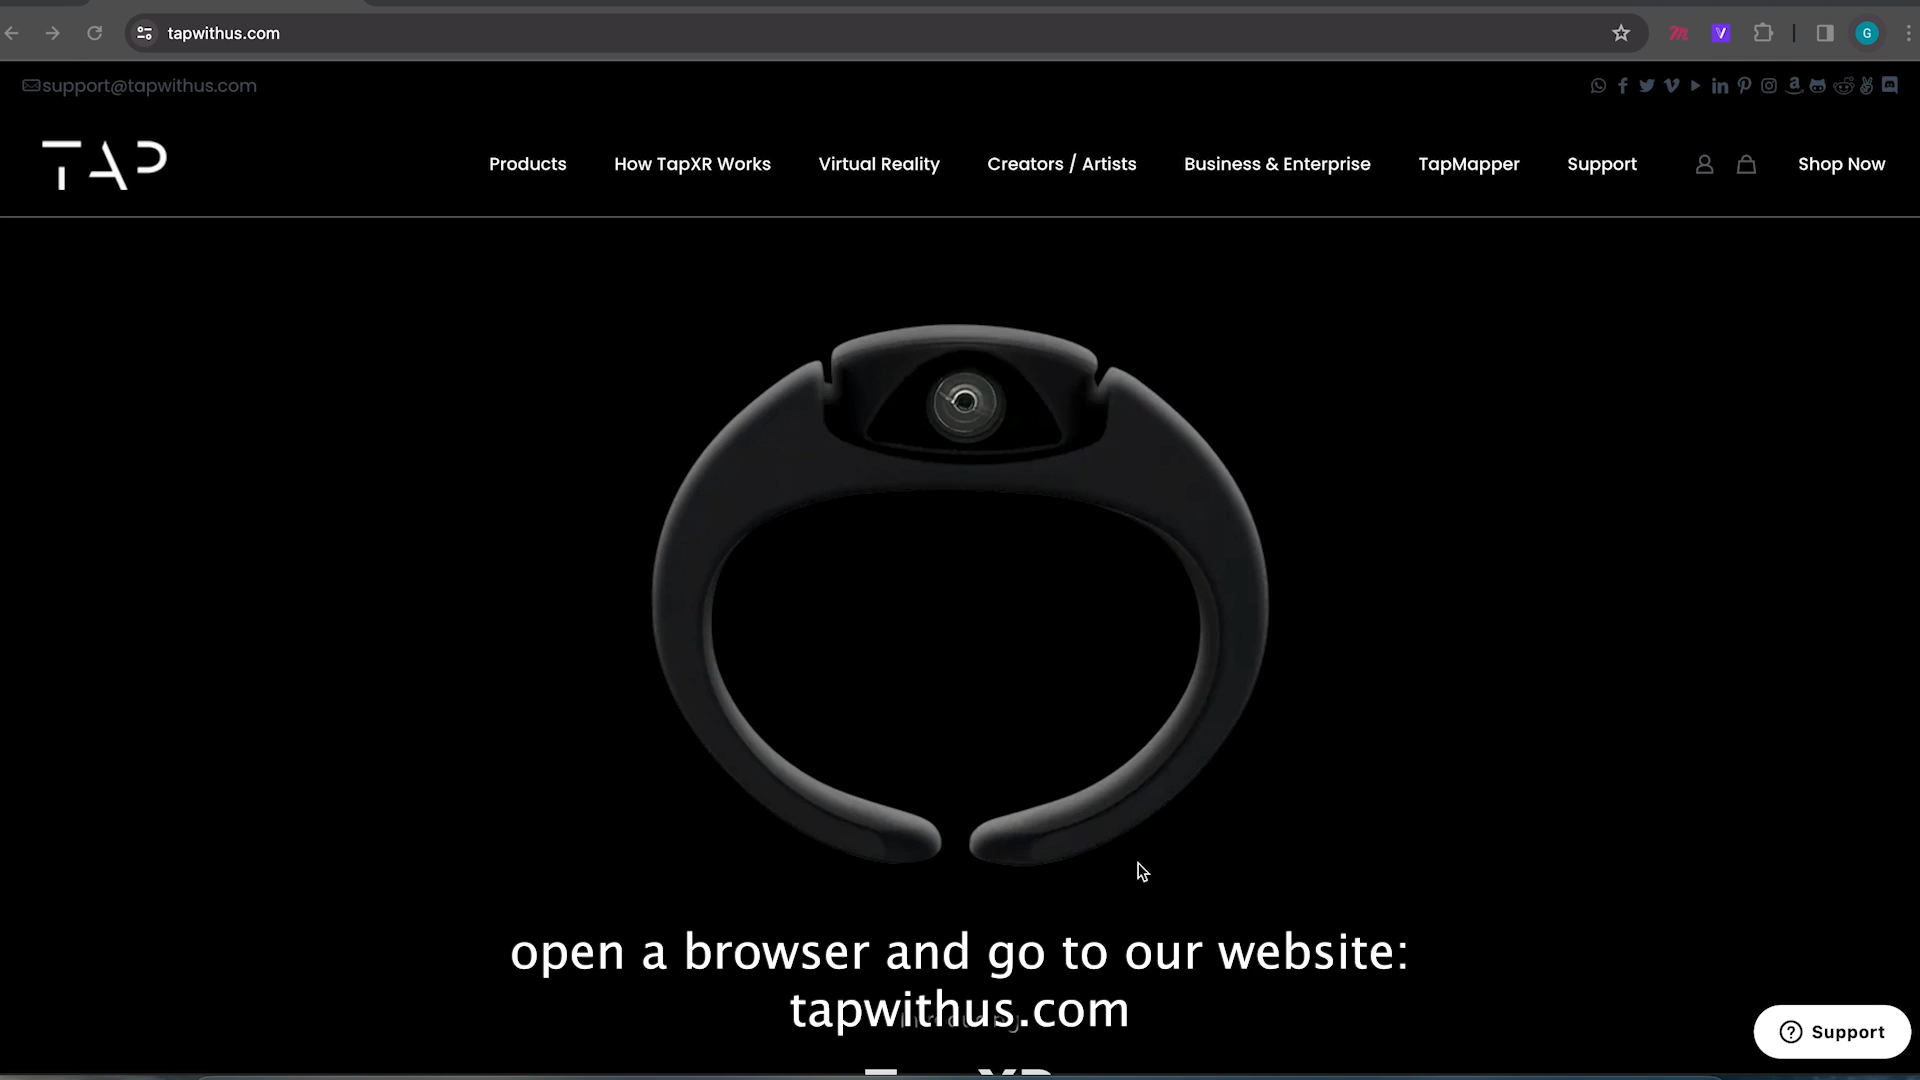 tapwithus.com
G
support@tapwithus.com
TAP
Products
How TapXR Works
Virtual Reality
Creators / Artists
Business & Enterprise
TapMapper
Support
Shop Now
open a browser and go to our website:
tapwithus.com
Support